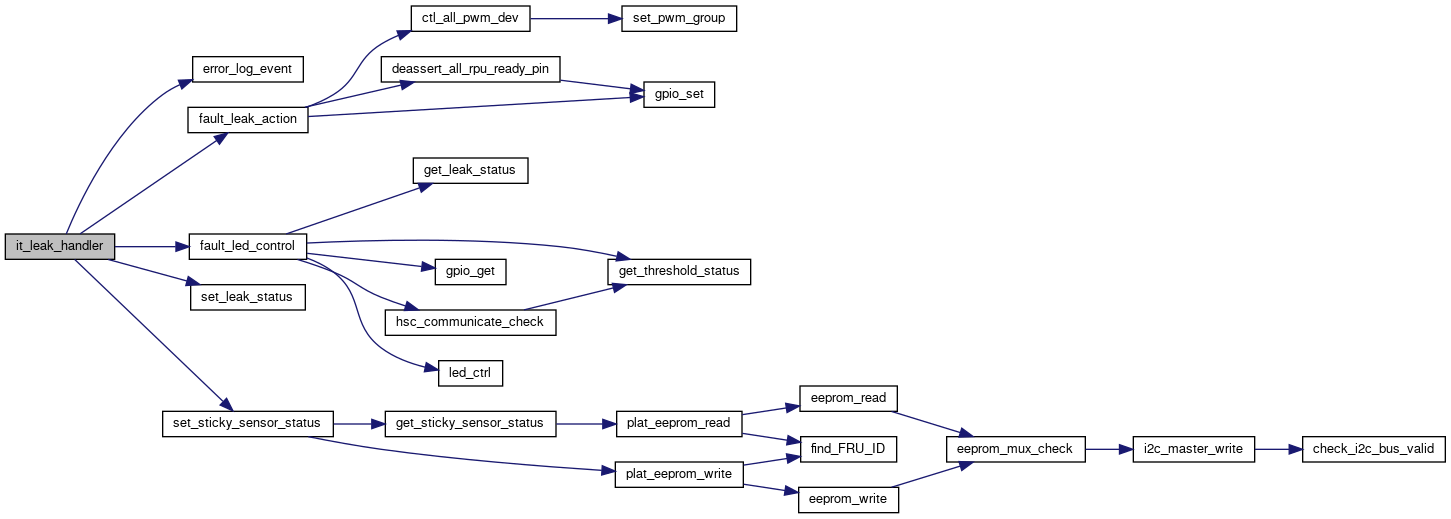 ctl_all_pwm_dev
set_pwm_group
error_log_event
deassert_all_rpu_ready_pin
gpio_set
fault_leak_action
get_leak_status
it_leak_handler
fault_led_control
gpio_get
get_threshold_status
set_leak_status
hsc_communicate_check
led_ctrl
eeprom_read
set_sticky_sensor_status
get_sticky_sensor_status
plat_eeprom_read
find_FRU_ID
eeprom_mux_check
i2c_master_write
check_i2c_bus_valid
plat_eeprom_write
eeprom_write